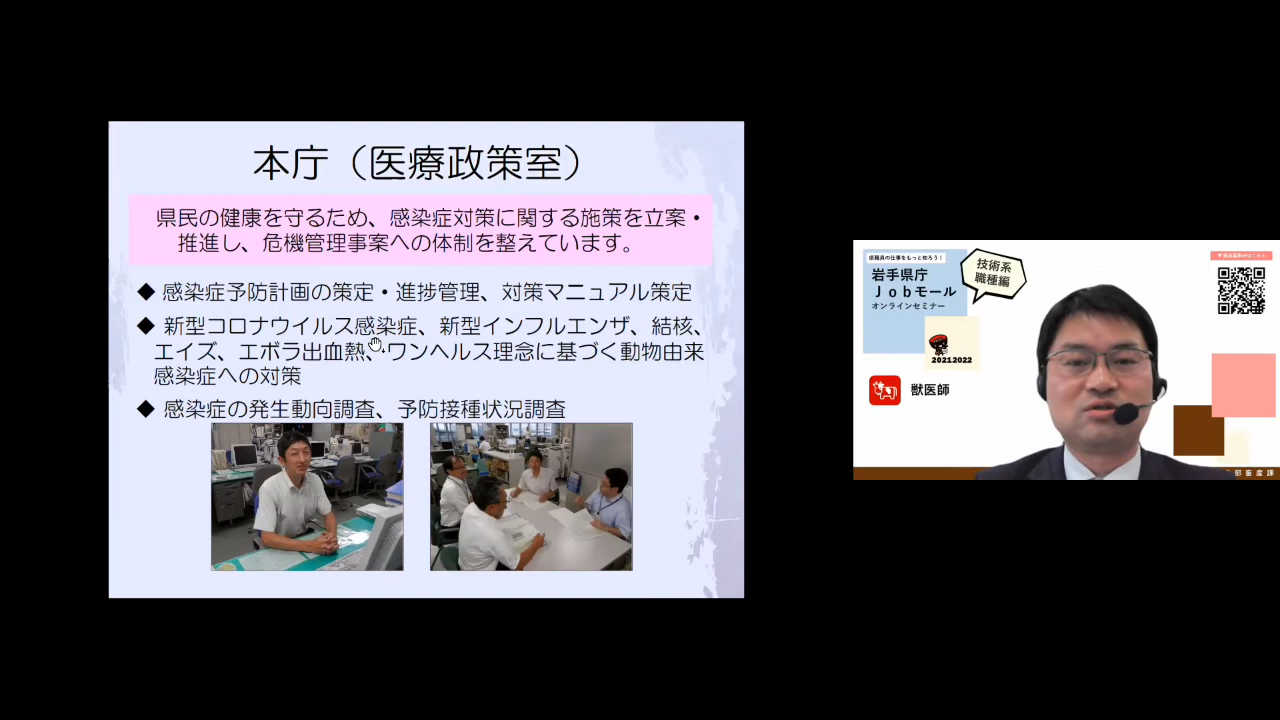 本庁（医療政策室）
県民の健康を守るため、感染症対策に関する施策を立案・
推進し、危機管理事案への体制を整えています。
◆ 感染症予防計画の策定・進捗管理、対策マニュアル策定
◆ 新型コロナウイルス感染症、新型インフルエンザ、結核、
エイズ、エボラ出血熱、ワンヘルス理念に基づく動物由来
感染症への対策
◆ 感染症の発生動向調査、予防接種状況調査
県職員の仕事をもっと知ろう！
岩手県庁
Ｊｏｂモール
オンラインセミナー
技術系
職種編
20212022
獣医師
部畜産課